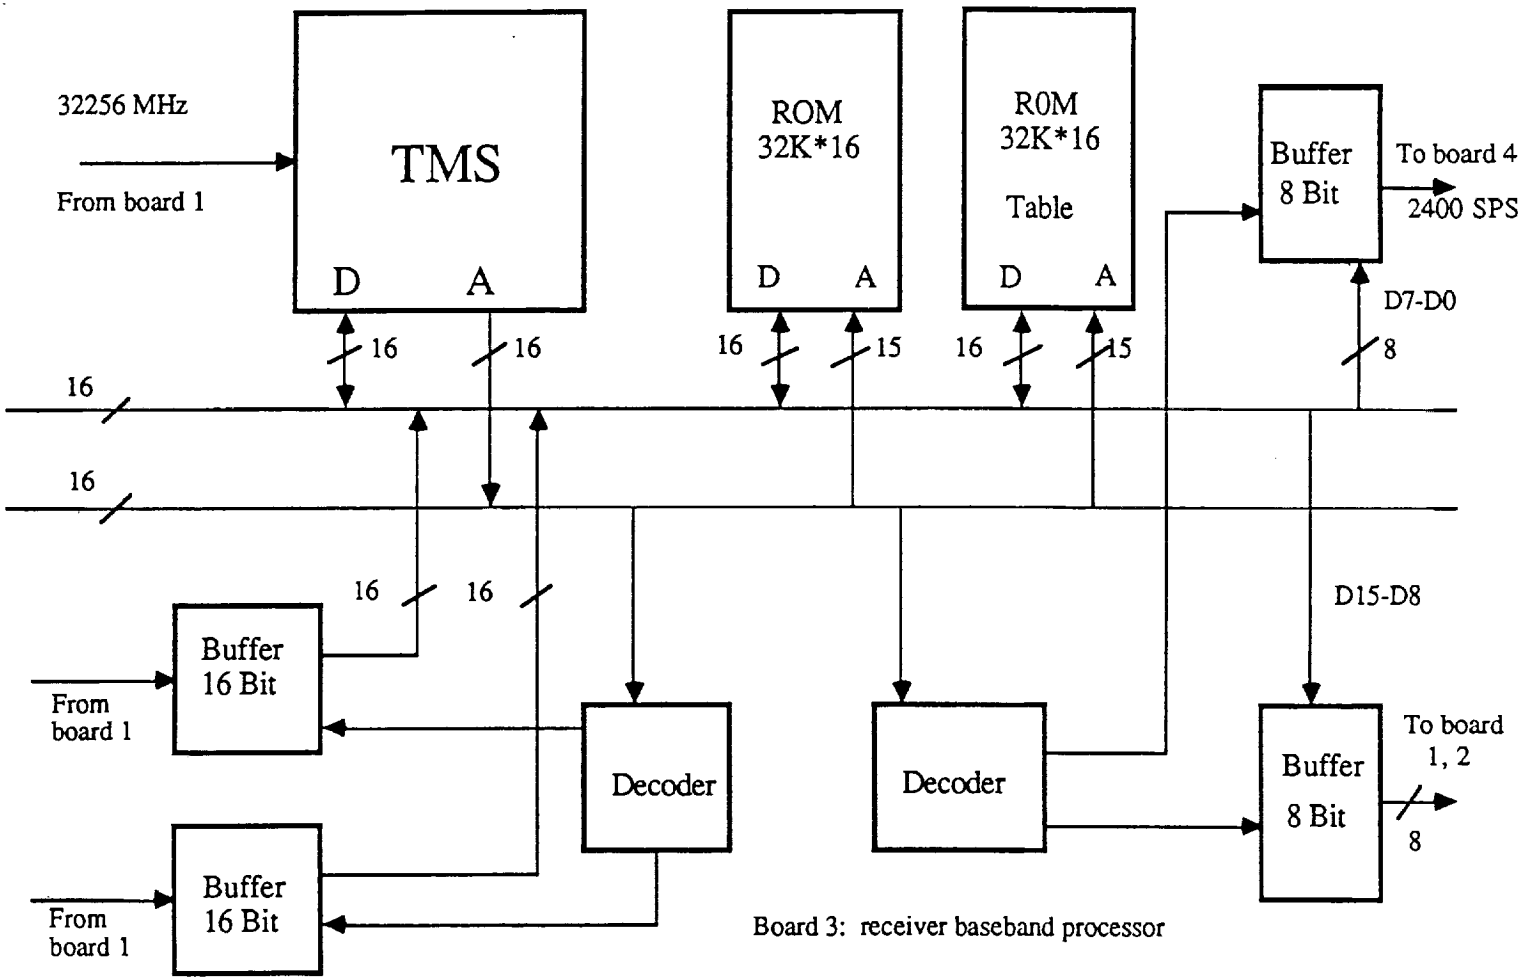 32256 MHz
From board 1
TMS
D A
ROM
32K*16
D A
R0M
32K*16
Table
D A
Buffer
8 Bit
To board 4
2400 SPS
D7-D0
16
16
16
15
16
15
8
16
16
16
16
D15-D8
Buffer
16 Bit
From
board 1
Decoder
Decoder
Buffer
8 Bit
To board
1, 2
8
Buffer
16 Bit
From
board 1
Board 3: receiver baseband processor